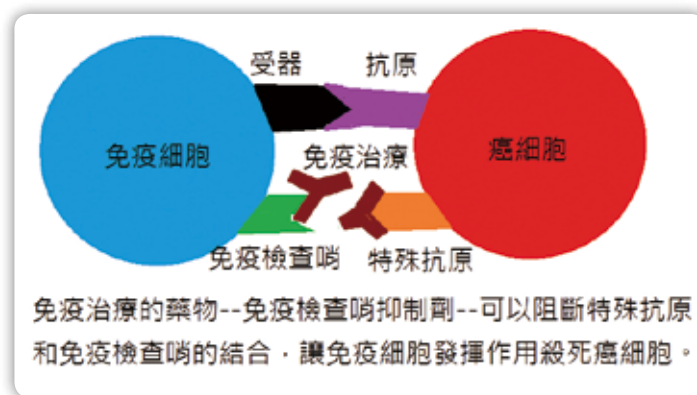 受器
抗原
免疫細胞
免疫治療
癌細胞
免疫檢查哨
特殊抗原
免疫治療的藥物--免疫檢查哨抑制劑--可以阻斷特殊抗原
和免疫檢查哨的結合，讓免疫細胞發揮作用殺死癌細胞。